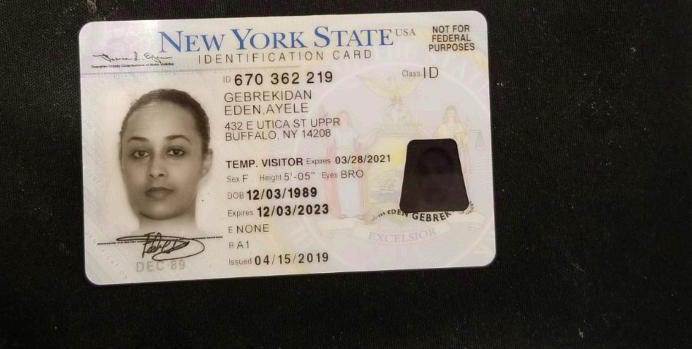 NEW YORK STATE USA
IDENTIFICATION CARD
NOT FOR
FEDERAL
PURPOSES
ID 670 362 219
Class ID
GEBREKIDAN
EDEN,AYELE
432 E UTICA ST UPPR
BUFFALO, NY 14208
TEMP. VISITOR Expires 03/28/2021
Sex F Height 5'-05" Eyes BRO
DOB 12/03/1989
Expires 12/03/2023
E NONE
R A1
Issued 04/15/2019
DEC 89
EDEN GEBREK
EXCELSIOR